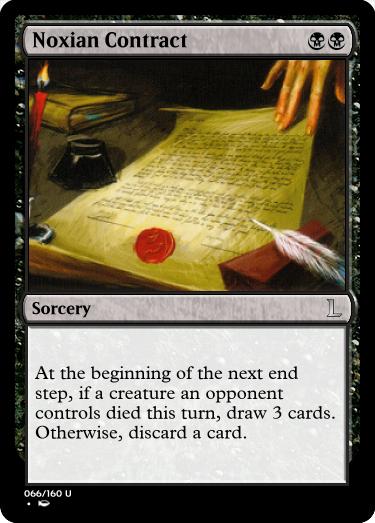 Noxian Contract
Sorcery
L
At the beginning of the next end
step, if a creature an opponent
controls died this turn, draw 3 cards.
Otherwise, discard a card.
066/160 U